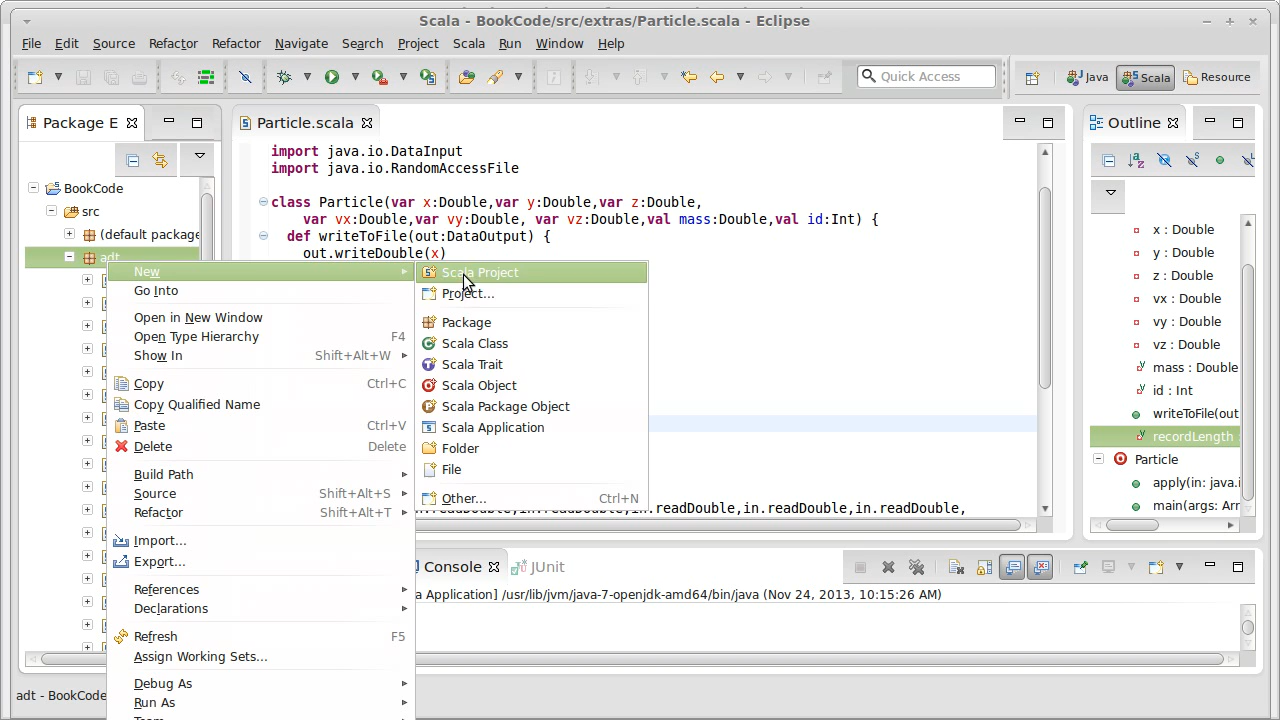 Scala - BookCode/src/extras/Particle.scala - Eclipse
File Edit Source Refactor Refactor Navigate Search Project Scala Run Window Help
Quick Access Java Scala Resource
Package E
Particle.scala
Outline
BookCode
src
(default package
adt
import java.io.DataInput
import java.io.RandomAccessFile
class Particle(var x:Double,var y:Double,var z:Double,
var vx:Double,var vy:Double, var vz:Double,val mass:Double,val id:Int) {
def writeToFile(out:DataOutput) {
out.writeDouble(x)
in.readDouble,in.readDouble,in.readDouble,
New
Go Into
Open in New Window
Open Type Hierarchy F4
Show In Shift+Alt+W
Copy Ctrl+C
Copy Qualified Name
Paste Ctrl+V
Delete Delete
Build Path
Source Shift+Alt+S
Refactor Shift+Alt+T
Import...
Export...
References
Declarations
Refresh F5
Assign Working Sets...
Debug As
Run As
Scala Project
Project...
Package
Scala Class
Scala Trait
Scala Object
Scala Package Object
Scala Application
Folder
File
Other... Ctrl+N
x : Double
y : Double
z : Double
vx : Double
vy : Double
vz : Double
mass : Double
id : Int
writeToFile(out
recordLength
Particle
apply(in: java.i
main(args: Arr
Console
JUnit
a Application] /usr/lib/jvm/java-7-openjdk-amd64/bin/java (Nov 24, 2013, 10:15:26 AM)
adt - BookCode